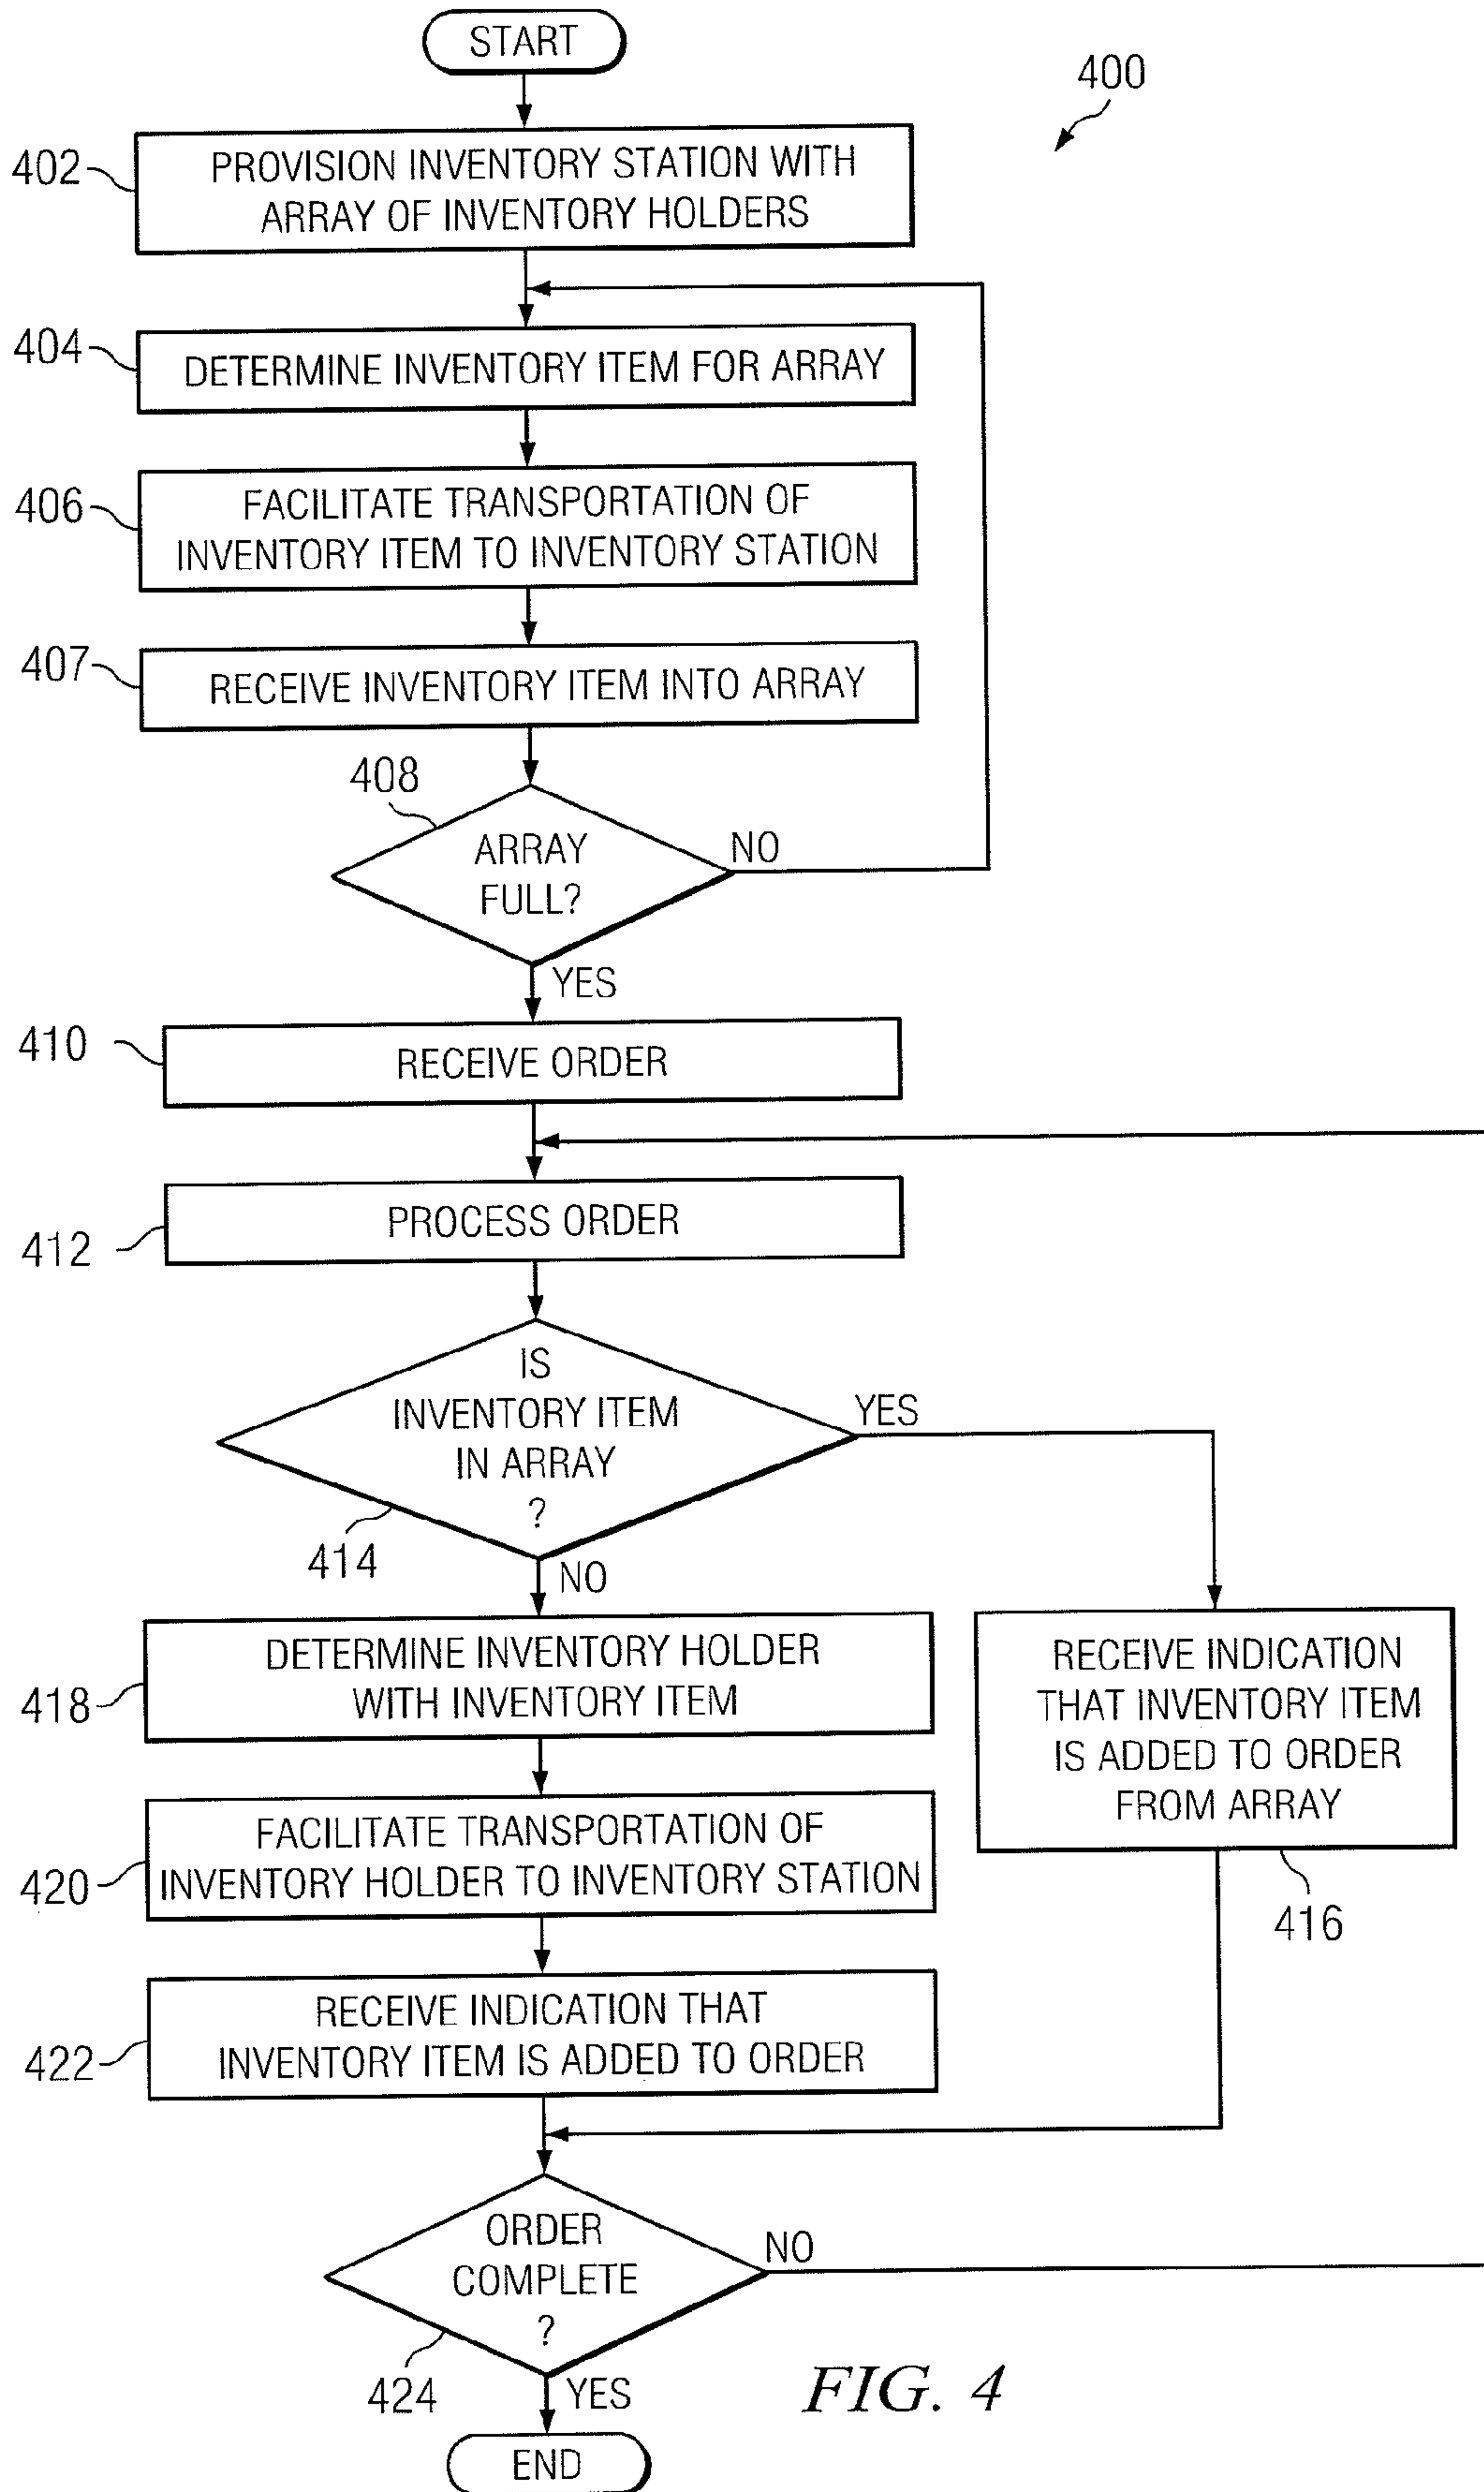 START
400
402
PROVISION INVENTORY STATION WITH
ARRAY OF INVENTORY HOLDERS
404
DETERMINE INVENTORY ITEM FOR ARRAY
406
FACILITATE TRANSPORTATION OF
INVENTORY ITEM TO INVENTORY STATION
407
RECEIVE INVENTORY ITEM INTO ARRAY
408
ARRAY
FULL?
NO
YES
410
RECEIVE ORDER
412
PROCESS ORDER
IS
INVENTORY ITEM
IN ARRAY
?
YES
414
NO
418
DETERMINE INVENTORY HOLDER
WITH INVENTORY ITEM
RECEIVE INDICATION
THAT INVENTORY ITEM
IS ADDED TO ORDER
FROM ARRAY
416
420
FACILITATE TRANSPORTATION OF
INVENTORY HOLDER TO INVENTORY STATION
422
RECEIVE INDICATION THAT
INVENTORY ITEM IS ADDED TO ORDER
ORDER
COMPLETE
?
NO
424
YES
FIG. 4
END